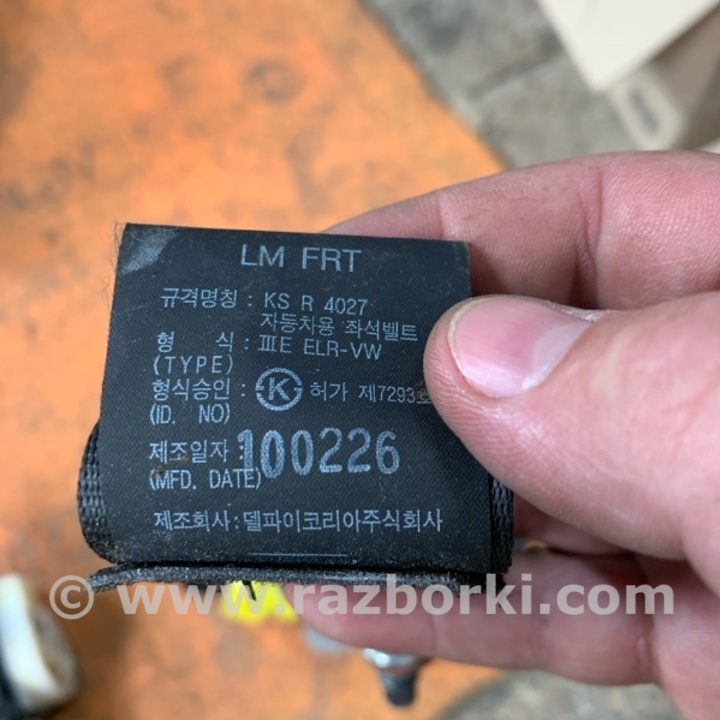 LM FRT
규격명칭 : KS R 4027
자동차용 좌석벨트
형 식 : ⅢE ELR-VW
(TYPE)
형식승인 : K 허가 제7293호
(ID. NO)
제조일자 : 100226
(MFD. DATE)
제조회사 : 델파이코리아주식회사
© www.razborki.com